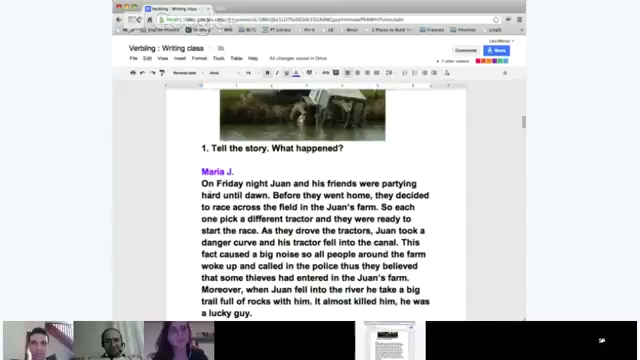 Verbling : Writing class
File Edit View Insert Format Tools Table Add-ons Help All changes saved in Drive
Comments
1. Tell the story. What happened?
Maria J.
On Friday night Juan and his friends were partying
hard until dawn. Before they went home, they decided
to race across the field in the Juan's farm. So each
one pick a different tractor and they were ready to
start the race. As they drove the tractors, Juan took a
danger curve and his tractor fell into the canal. This
fact caused a big noise so all people around the farm
woke up and called in the police thus they believed
that some thieves had entered in the Juan's farm.
Moreover, when Juan fell into the river he take a big
trail full of rocks with him. It almost killed him, he was
a lucky guy.